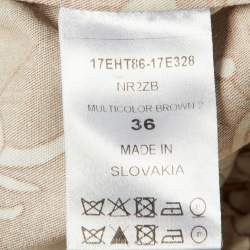 17EHT86-17E328
NR2ZB
MULTICOLOR BROWN 2
36
MADE IN
SLOVAKIA